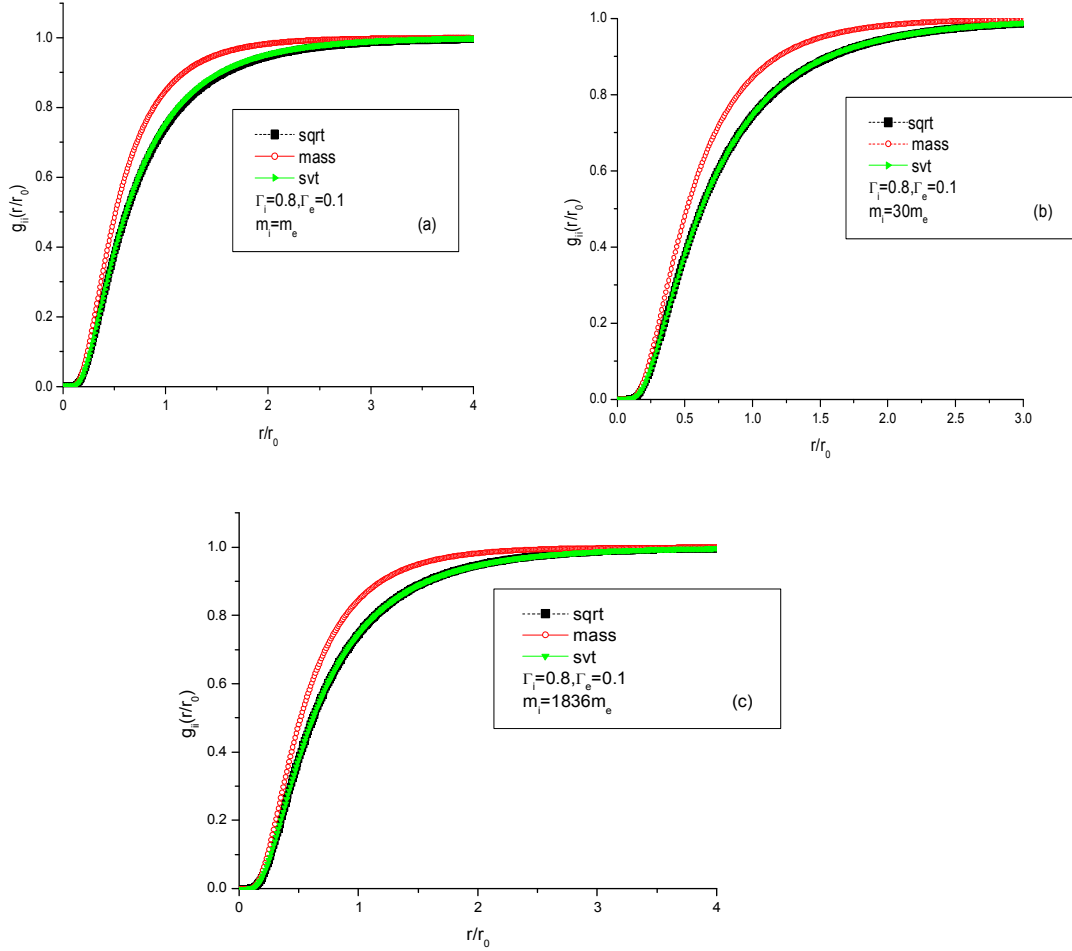 1.0
0.8
0.6
0.4
0.2
0.0
g_ii(r/r_0)
0 1 2 3 4
r/r_0
sqrt
mass
svt
Γ_i=0.8,Γ_e=0.1
m_i=m_e
(a)
1.0
0.8
0.6
0.4
0.2
0.0
g_ii(r/r_0)
0.0 0.5 1.0 1.5 2.0 2.5 3.0
r/r_0
sqrt
mass
svt
Γ_i=0.8,Γ_e=0.1
m_i=30m_e
(b)
1.0
0.8
0.6
0.4
0.2
0.0
g_ii(r/r_0)
0 1 2 3 4
r/r_0
sqrt
mass
svt
Γ_i=0.8,Γ_e=0.1
m_i=1836m_e
(c)